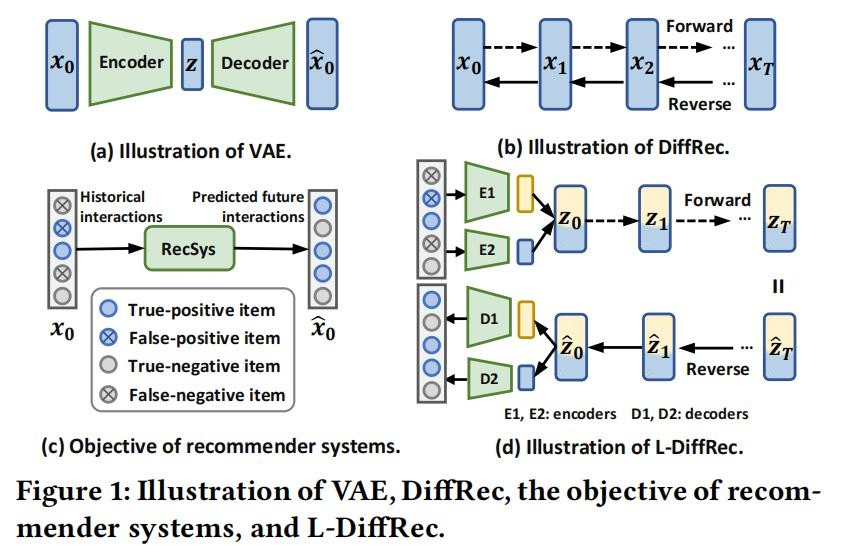 x₀
Encoder
z
Decoder
x̂₀
(a) Illustration of VAE.
Forward
x₀
x₁
x₂
...
x_T
...
Reverse
(b) Illustration of DiffRec.
Historical
interactions
Predicted future
interactions
RecSys
x₀
x̂₀
True-positive item
False-positive item
True-negative item
False-negative item
(c) Objective of recommender systems.
E1
E2
z₀
z₁
Forward
...
z_T
=
D1
D2
ẑ₀
ẑ₁
...
Reverse
ẑ_T
E1, E2: encoders D1, D2: decoders
(d) Illustration of L-DiffRec.
Figure 1: Illustration of VAE, DiffRec, the objective of recom-
mender systems, and L-DiffRec.